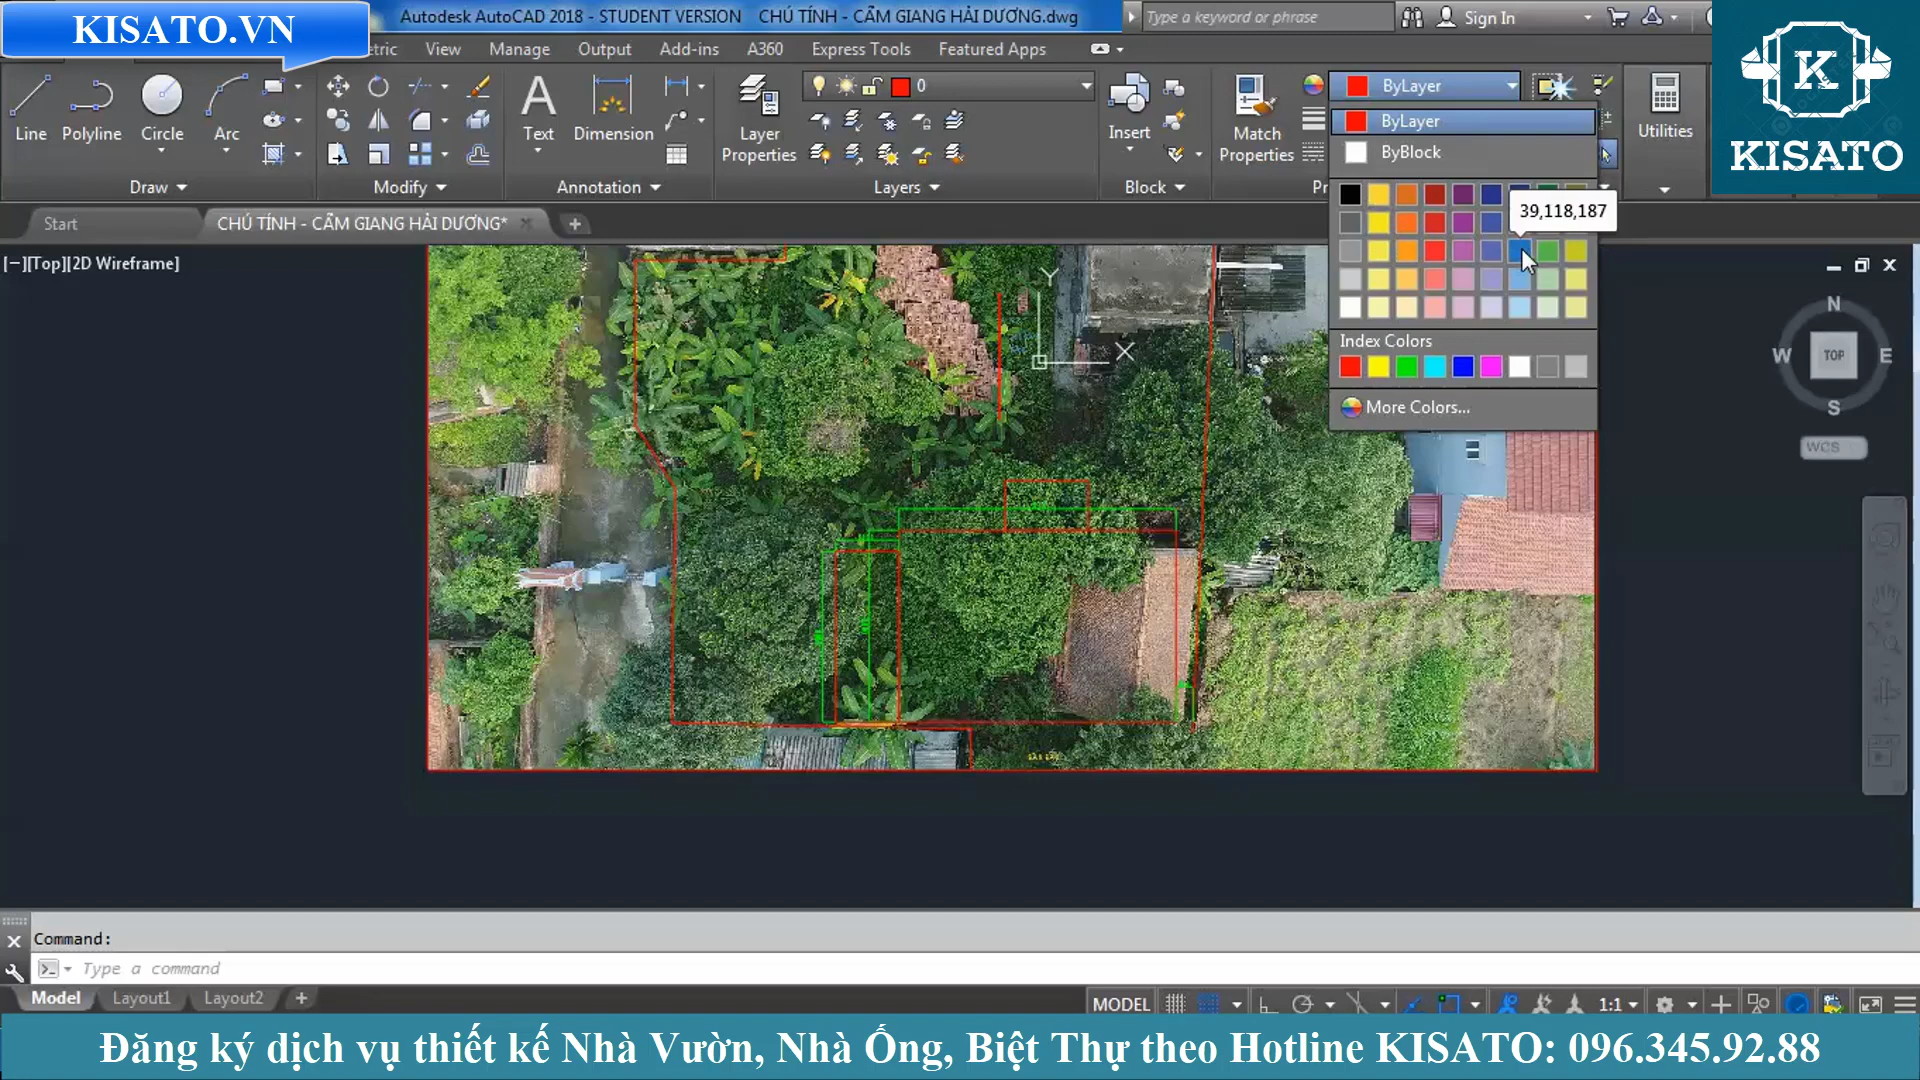 KISATO.VN
Autodesk AutoCAD 2018 - STUDENT VERSION CHÚ TÍNH - CẨM GIANG HẢI DƯƠNG.dwg
Type a keyword or phrase
Sign In
K
KISATO
View Manage Output Add-ins A360 Express Tools Featured Apps
Line Polyline Circle Arc
Draw
Modify
Text Dimension
Annotation
Layer
Properties
0
Layers
Insert
Block
Match
Properties
ByLayer
ByLayer
ByBlock
39,118,187
Index Colors
More Colors...
Utilities
Start
CHÚ TÍNH - CẨM GIANG HẢI DƯƠNG*
[−][Top][2D Wireframe]
Y
X
N
W TOP E
S
WCS
Command:
Type a command
Model Layout1 Layout2
MODEL
1:1
Đăng ký dịch vụ thiết kế Nhà Vườn, Nhà Ống, Biệt Thự theo Hotline KISATO: 096.345.92.88